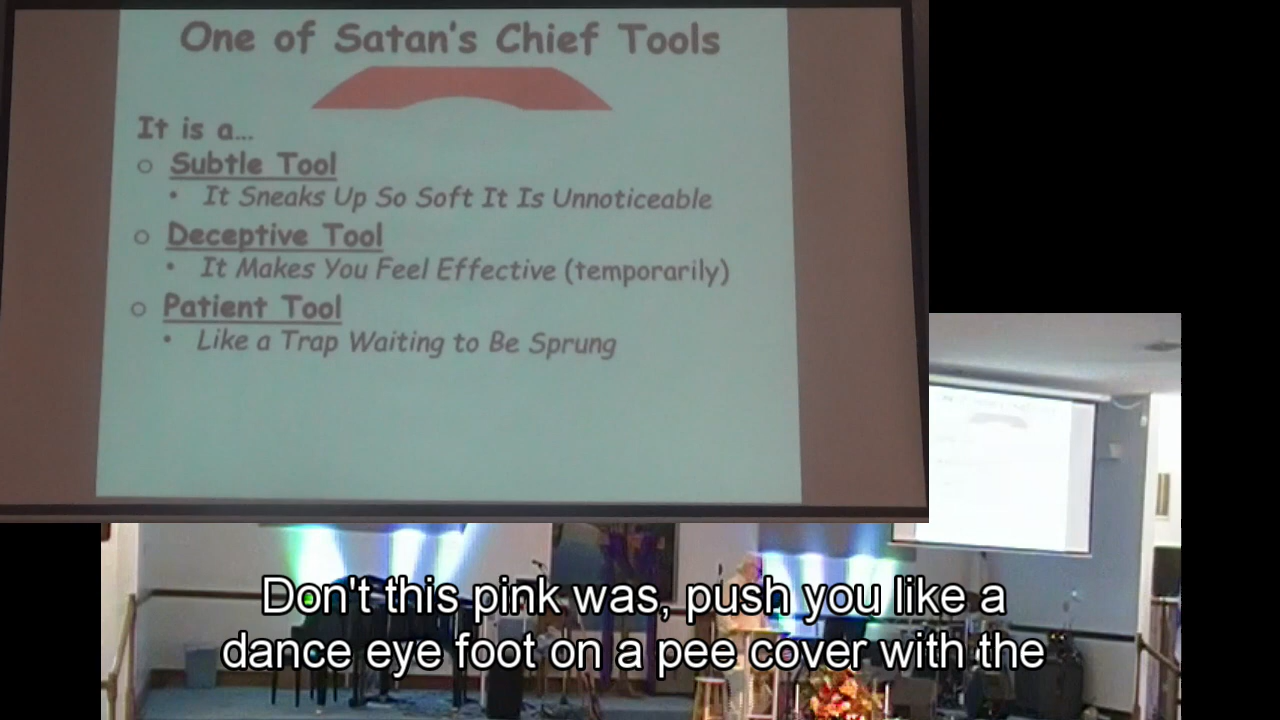 One of Satan's Chief Tools
It is a...
o Subtle Tool
• It Sneaks Up So Soft It Is Unnoticeable
o Deceptive Tool
• It Makes You Feel Effective (temporarily)
o Patient Tool
• Like a Trap Waiting to Be Sprung
Don't this pink was, push you like a
dance eye foot on a pee cover with the